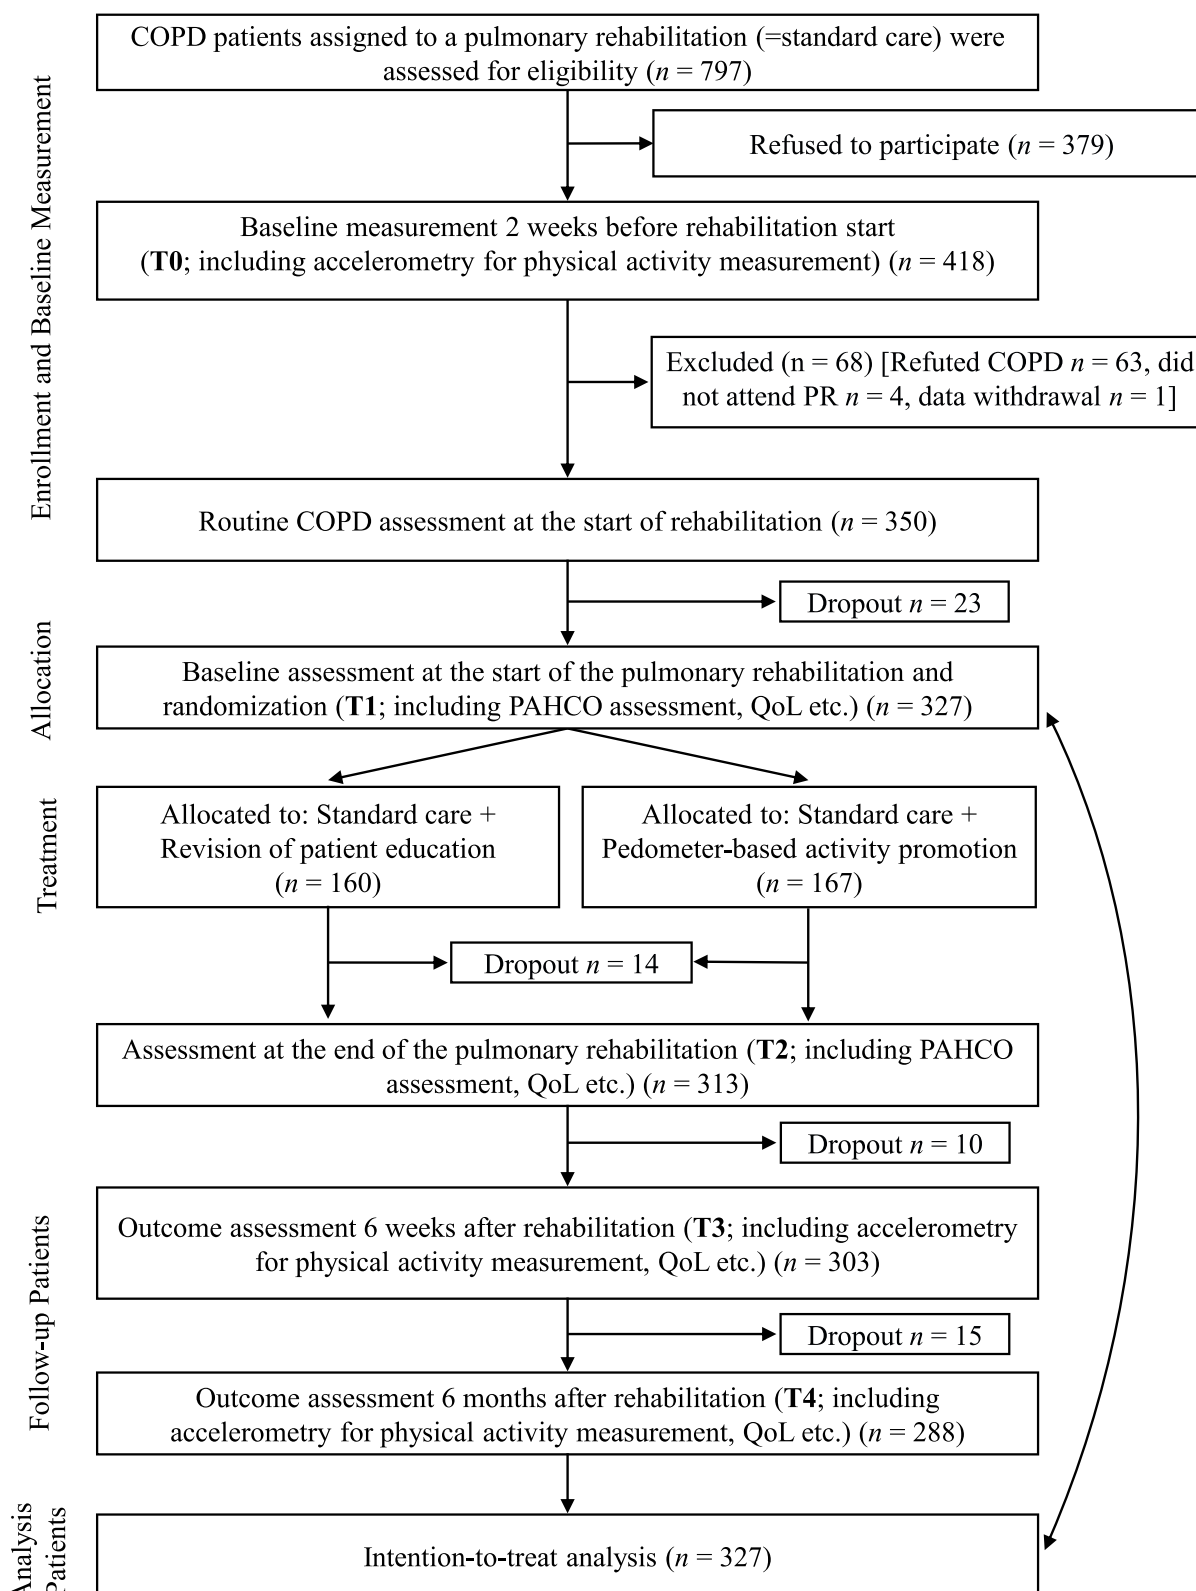 COPD patients assigned to a pulmonary rehabilitation (=standard care) were
assessed for eligibility (n = 797)
Refused to participate (n = 379)
Enrollment and Baseline Measurement
Baseline measurement 2 weeks before rehabilitation start
(T0; including accelerometry for physical activity measurement) (n = 418)
Excluded (n = 68) [Refuted COPD n = 63, did
not attend PR n = 4, data withdrawal n = 1]
Routine COPD assessment at the start of rehabilitation (n = 350)
Dropout n = 23
Allocation
Baseline assessment at the start of the pulmonary rehabilitation and
randomization (T1; including PAHCO assessment, QoL etc.) (n = 327)
Treatment
Allocated to: Standard care +
Revision of patient education
(n = 160)
Allocated to: Standard care +
Pedometer-based activity promotion
(n = 167)
Dropout n = 14
Assessment at the end of the pulmonary rehabilitation (T2; including PAHCO
assessment, QoL etc.) (n = 313)
Dropout n = 10
Follow-up Patients
Outcome assessment 6 weeks after rehabilitation (T3; including accelerometry
for physical activity measurement, QoL etc.) (n = 303)
Dropout n = 15
Outcome assessment 6 months after rehabilitation (T4; including
accelerometry for physical activity measurement, QoL etc.) (n = 288)
Analysis
Patients
Intention-to-treat analysis (n = 327)